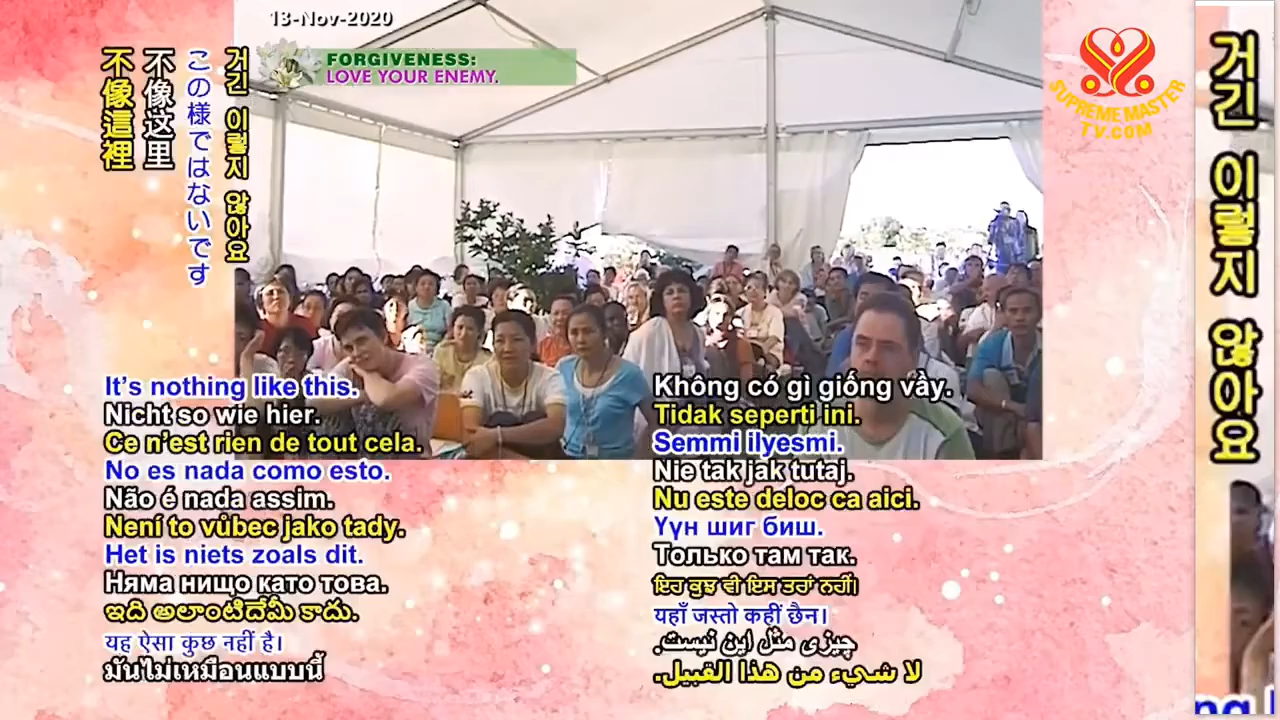 13-Nov-2020
FORGIVENESS:
LOVE YOUR ENEMY.
SUPREME MASTER
TV.COM
거긴 이렇지 않아요
この様ではないです
不像这里
不像這裡
It's nothing like this.
Nicht so wie hier.
Ce n'est rien de tout cela.
No es nada como esto.
Não é nada assim.
Není to vůbec jako tady.
Het is niets zoals dit.
Няма нищо като това.
ఇది అలాంటిదేమీ కాదు.
यह ऐसा कुछ नहीं है।
มันไม่เหมือนแบบนี้
Không có gì giống vầy.
Tidak seperti ini.
Semmi ilyesmi.
Nie tak jak tutaj.
Nu este deloc ca aici.
Үүн шиг биш.
Только там так.
ਇਹ ਕੁਝ ਵੀ ਇਸ ਤਰਾਂ ਨਹੀਂ।
यहाँ जस्तो कहीं छैन।
چیزی مثل این نیست.
لا شيء من هذا القبيل.
거긴 이렇지 않아요